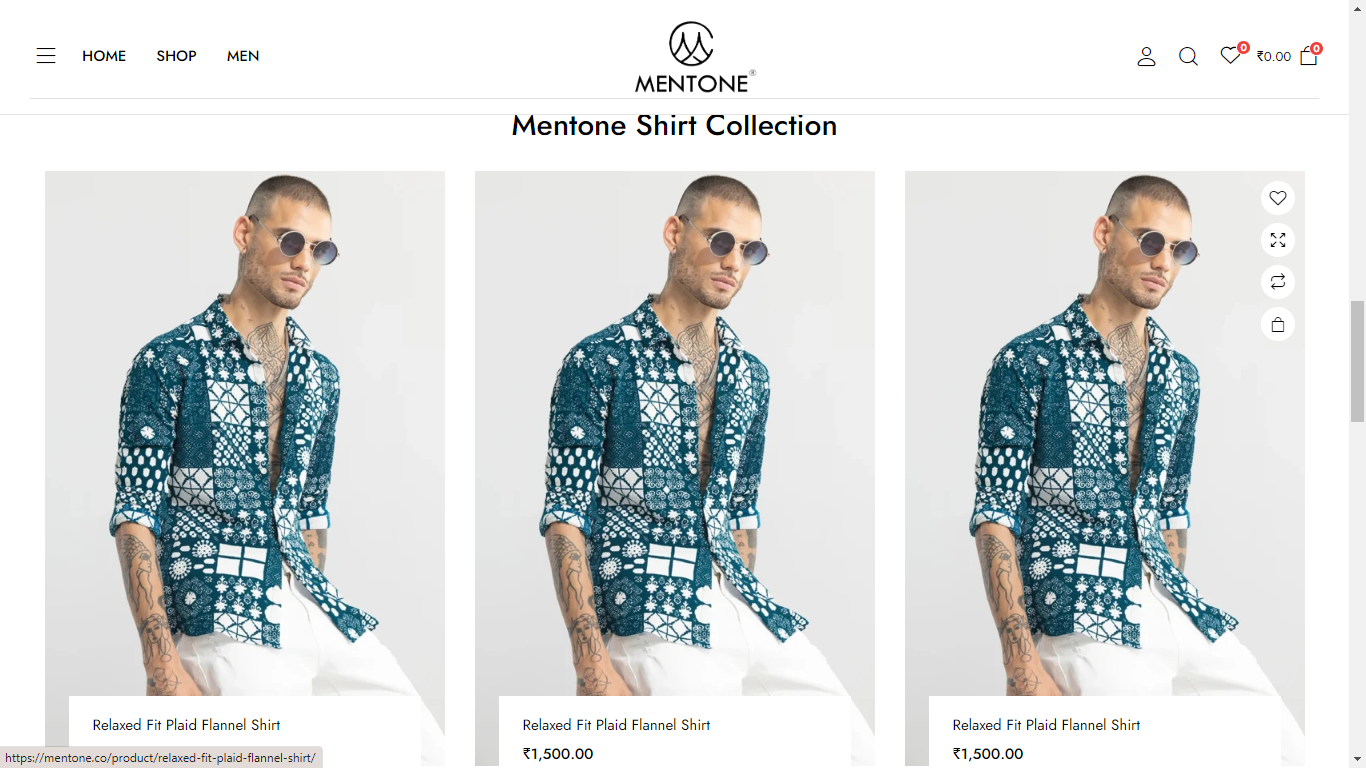 HOME SHOP MEN
MENTONE®
0
₹0.00
0
Mentone Shirt Collection
Relaxed Fit Plaid Flannel Shirt
Relaxed Fit Plaid Flannel Shirt
₹1,500.00
Relaxed Fit Plaid Flannel Shirt
₹1,500.00
https://mentone.co/product/relaxed-fit-plaid-flannel-shirt/